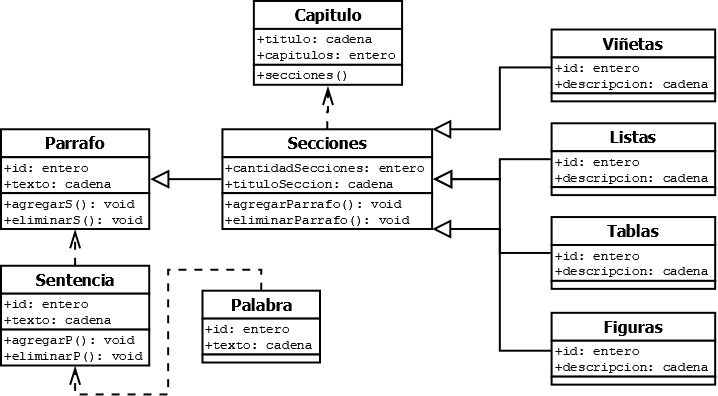 Capitulo
+titulo: cadena
+capitulos: entero
+secciones()
Viñetas
+id: entero
+descripcion: cadena
Parrafo
+id: entero
+texto: cadena
+agregarS(): void
+eliminarS(): void
Secciones
+cantidadSecciones: entero
+tituloSeccion: cadena
+agregarParrafo(): void
+eliminarParrafo(): void
Listas
+id: entero
+descripcion: cadena
Tablas
+id: entero
+descripcion: cadena
Sentencia
+id: entero
+texto: cadena
+agregarP(): void
+eliminarP(): void
Palabra
+id: entero
+texto: cadena
Figuras
+id: entero
+descripcion: cadena